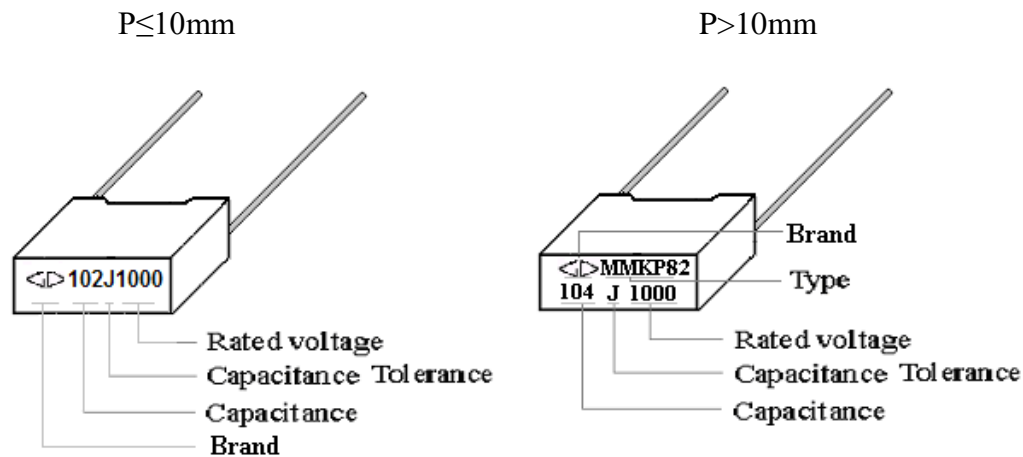 P≤10mm
P>10mm
102J1000
Rated voltage
Capacitance Tolerance
Capacitance
Brand
MMKP82
104 J 1000
Brand
Type
Rated voltage
Capacitance Tolerance
Capacitance